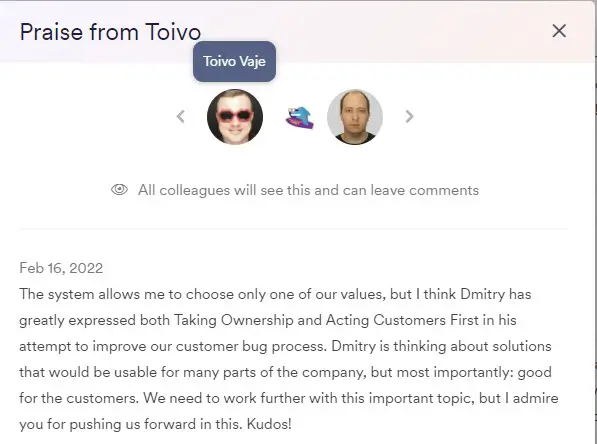 Praise from Toivo
Toivo Vaje
All colleagues will see this and can leave comments
Feb 16, 2022
The system allows me to choose only one of our values, but I think Dmitry has
greatly expressed both Taking Ownership and Acting Customers First in his
attempt to improve our customer bug process. Dmitry is thinking about solutions
that would be usable for many parts of the company, but most importantly: good
for the customers. We need to work further with this important topic, but I admire
you for pushing us forward in this. Kudos!